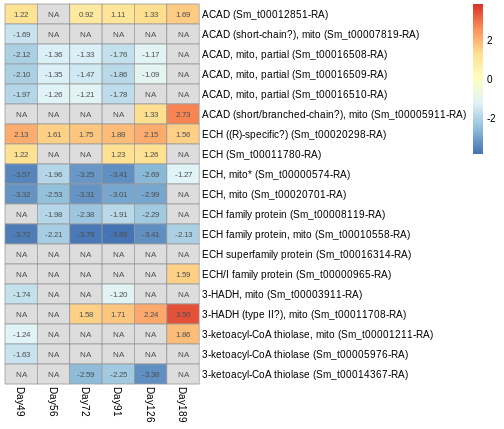 1.22 NA 0.92 1.11 1.33 1.69 ACAD (Sm_t00012851-RA)
-1.69 NA NA NA NA NA ACAD (short-chain?), mito (Sm_t00007819-RA)
-2.12 -1.36 -1.33 -1.76 -1.17 NA ACAD, mito, partial (Sm_t00016508-RA)
-2.10 -1.35 -1.47 -1.86 -1.09 NA ACAD, mito, partial (Sm_t00016509-RA)
-1.97 -1.26 -1.21 -1.78 NA NA ACAD, mito, partial (Sm_t00016510-RA)
NA NA NA NA 1.33 2.73 ACAD (short/branched-chain?), mito (Sm_t00005911-RA)
2.13 1.61 1.75 1.88 2.15 1.56 ECH ((R)-specific?) (Sm_t00020298-RA)
1.22 NA NA 1.23 1.26 NA ECH (Sm_t00011780-RA)
-3.57 -1.96 -3.25 -3.41 -2.69 -1.27 ECH, mito* (Sm_t00000574-RA)
-3.32 -2.53 -3.31 -3.01 -2.99 NA ECH, mito (Sm_t00020701-RA)
NA -1.98 -2.38 -1.91 -2.29 NA ECH family protein (Sm_t00008119-RA)
-3.72 -2.21 -3.79 -3.88 -3.41 -2.13 ECH family protein, mito (Sm_t00010558-RA)
NA NA NA NA NA NA ECH superfamily protein (Sm_t00016314-RA)
NA NA NA NA NA 1.59 ECH/I family protein (Sm_t00000965-RA)
-1.74 NA NA -1.20 NA NA 3-HADH, mito (Sm_t00003911-RA)
NA NA 1.58 1.71 2.24 3.50 3-HADH (type II?), mito (Sm_t00011708-RA)
-1.24 NA NA NA NA 1.86 3-ketoacyl-CoA thiolase, mito (Sm_t00001211-RA)
-1.63 NA NA NA NA NA 3-ketoacyl-CoA thiolase (Sm_t00005976-RA)
NA NA -2.59 -2.25 -3.98 NA 3-ketoacyl-CoA thiolase (Sm_t00014367-RA)
Day49 Day56 Day72 Day91 Day126 Day189
2
0
-2